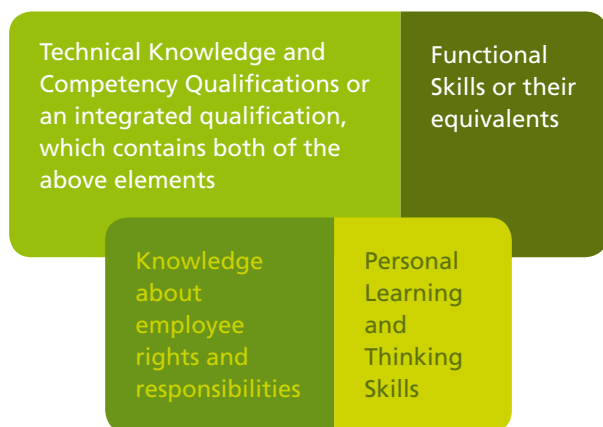 Technical Knowledge and
Competency Qualifications or
an integrated qualification,
which contains both of the
above elements
Functional
Skills or their
equivalents
Knowledge
about
employee
rights and
responsibilities
Personal
Learning
and
Thinking
Skills